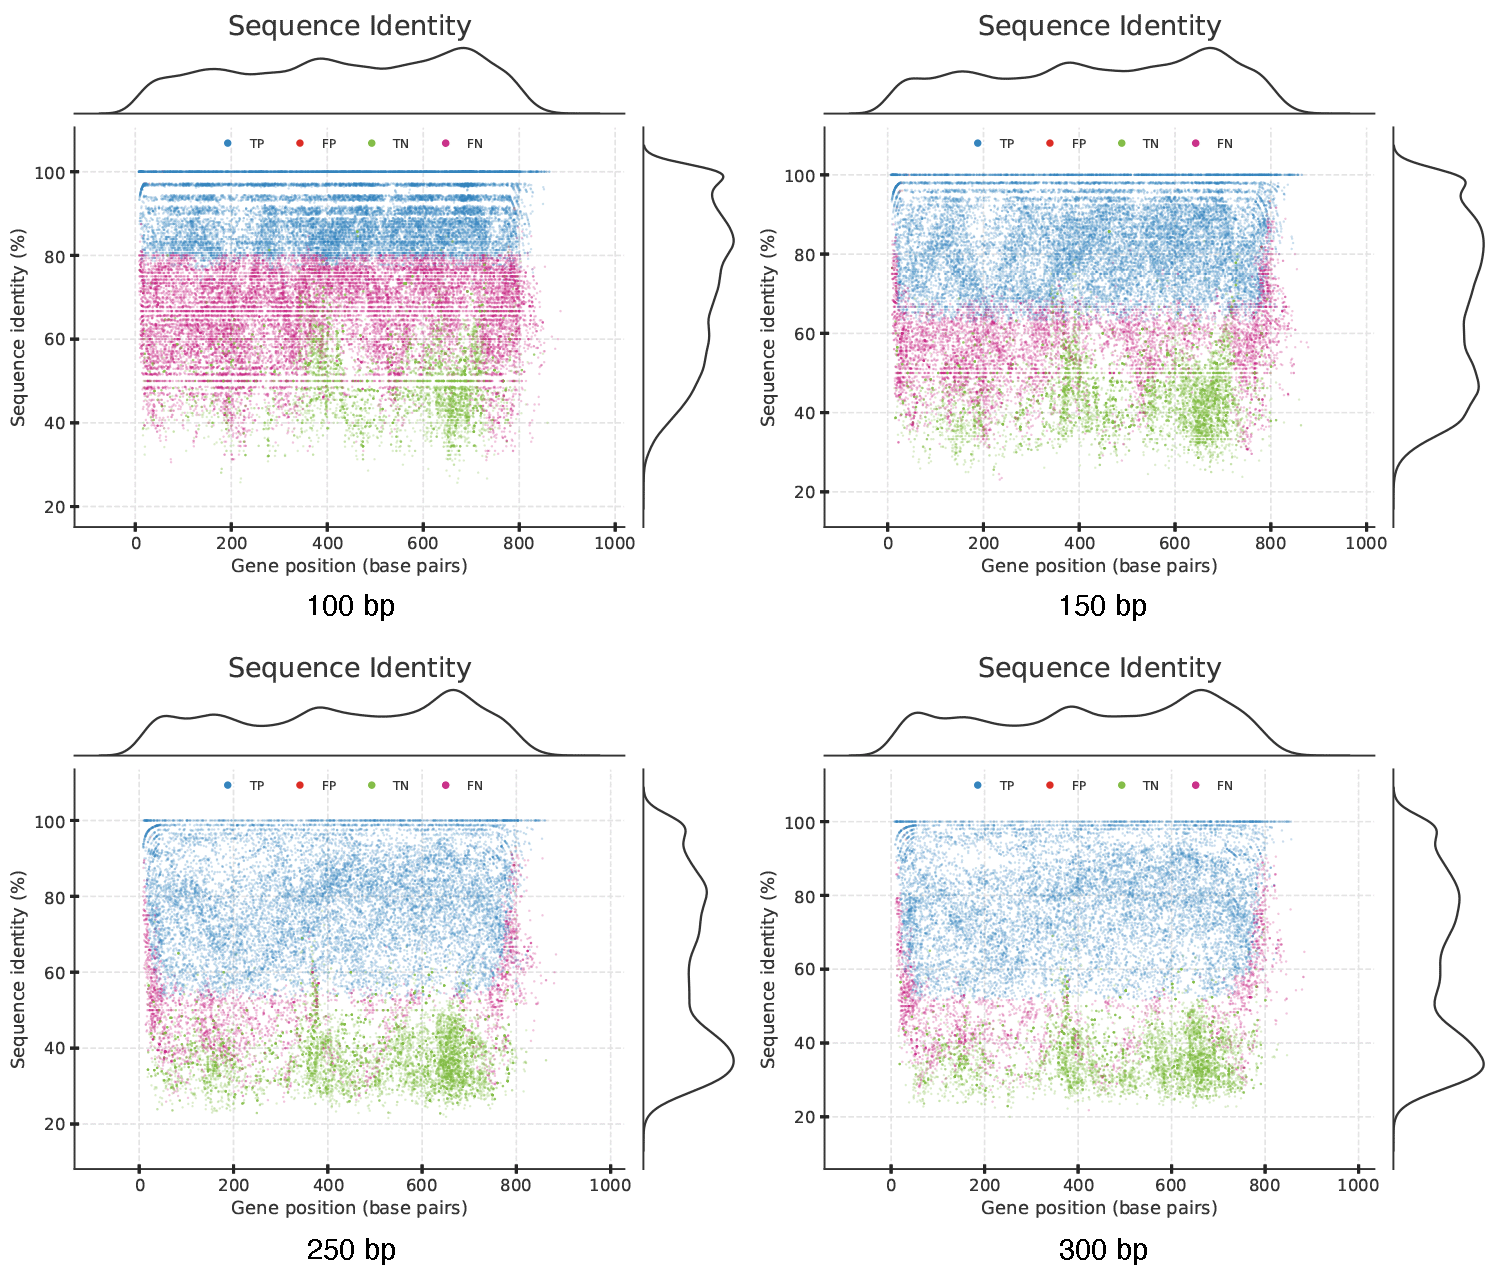 Sequence Identity
TP FP TN FN
100
80
60
40
20
Sequence identity (%)
0 200 400 600 800 1000
Gene position (base pairs)
100 bp
Sequence Identity
TP FP TN FN
100
80
60
40
20
Sequence identity (%)
0 200 400 600 800 1000
Gene position (base pairs)
150 bp
Sequence Identity
TP FP TN FN
100
80
60
40
20
Sequence identity (%)
0 200 400 600 800 1000
Gene position (base pairs)
250 bp
Sequence Identity
TP FP TN FN
100
80
60
40
20
Sequence identity (%)
0 200 400 600 800 1000
Gene position (base pairs)
300 bp